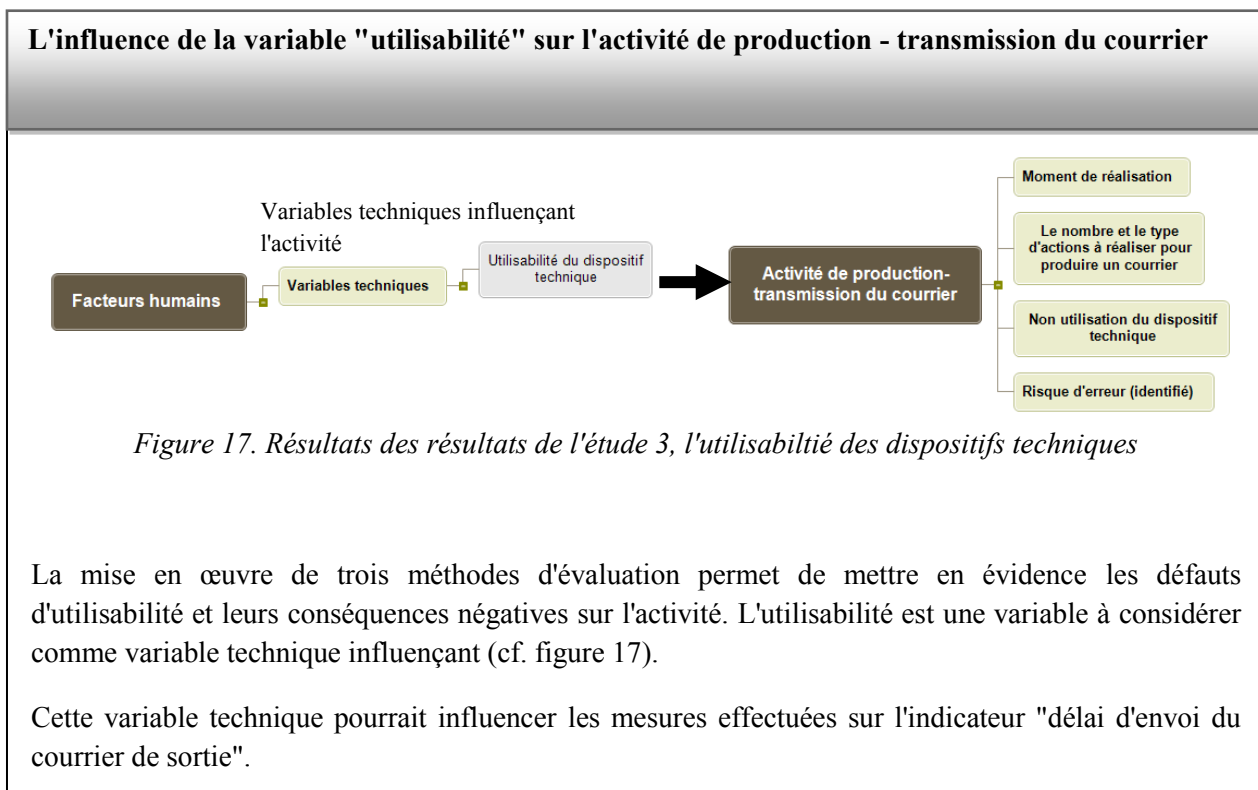 L'influence de la variable "utilisabilité" sur l'activité de production - transmission du courrier
Variables techniques influençant
l'activité
Facteurs humains
Variables techniques
Utilisabilité du dispositif
technique
Activité de production-
transmission du courrier
Moment de réalisation
Le nombre et le type
d'actions à réaliser pour
produire un courrier
Non utilisation du dispositif
technique
Risque d'erreur (identifié)
Figure 17. Résultats des résultats de l'étude 3, l'utilisabiltié des dispositifs techniques
La mise en œuvre de trois méthodes d'évaluation permet de mettre en évidence les défauts
d'utilisabilité et leurs conséquences négatives sur l'activité. L'utilisabilité est une variable à considérer
comme variable technique influençant (cf. figure 17).
Cette variable technique pourrait influencer les mesures effectuées sur l'indicateur "délai d'envoi du
courrier de sortie".